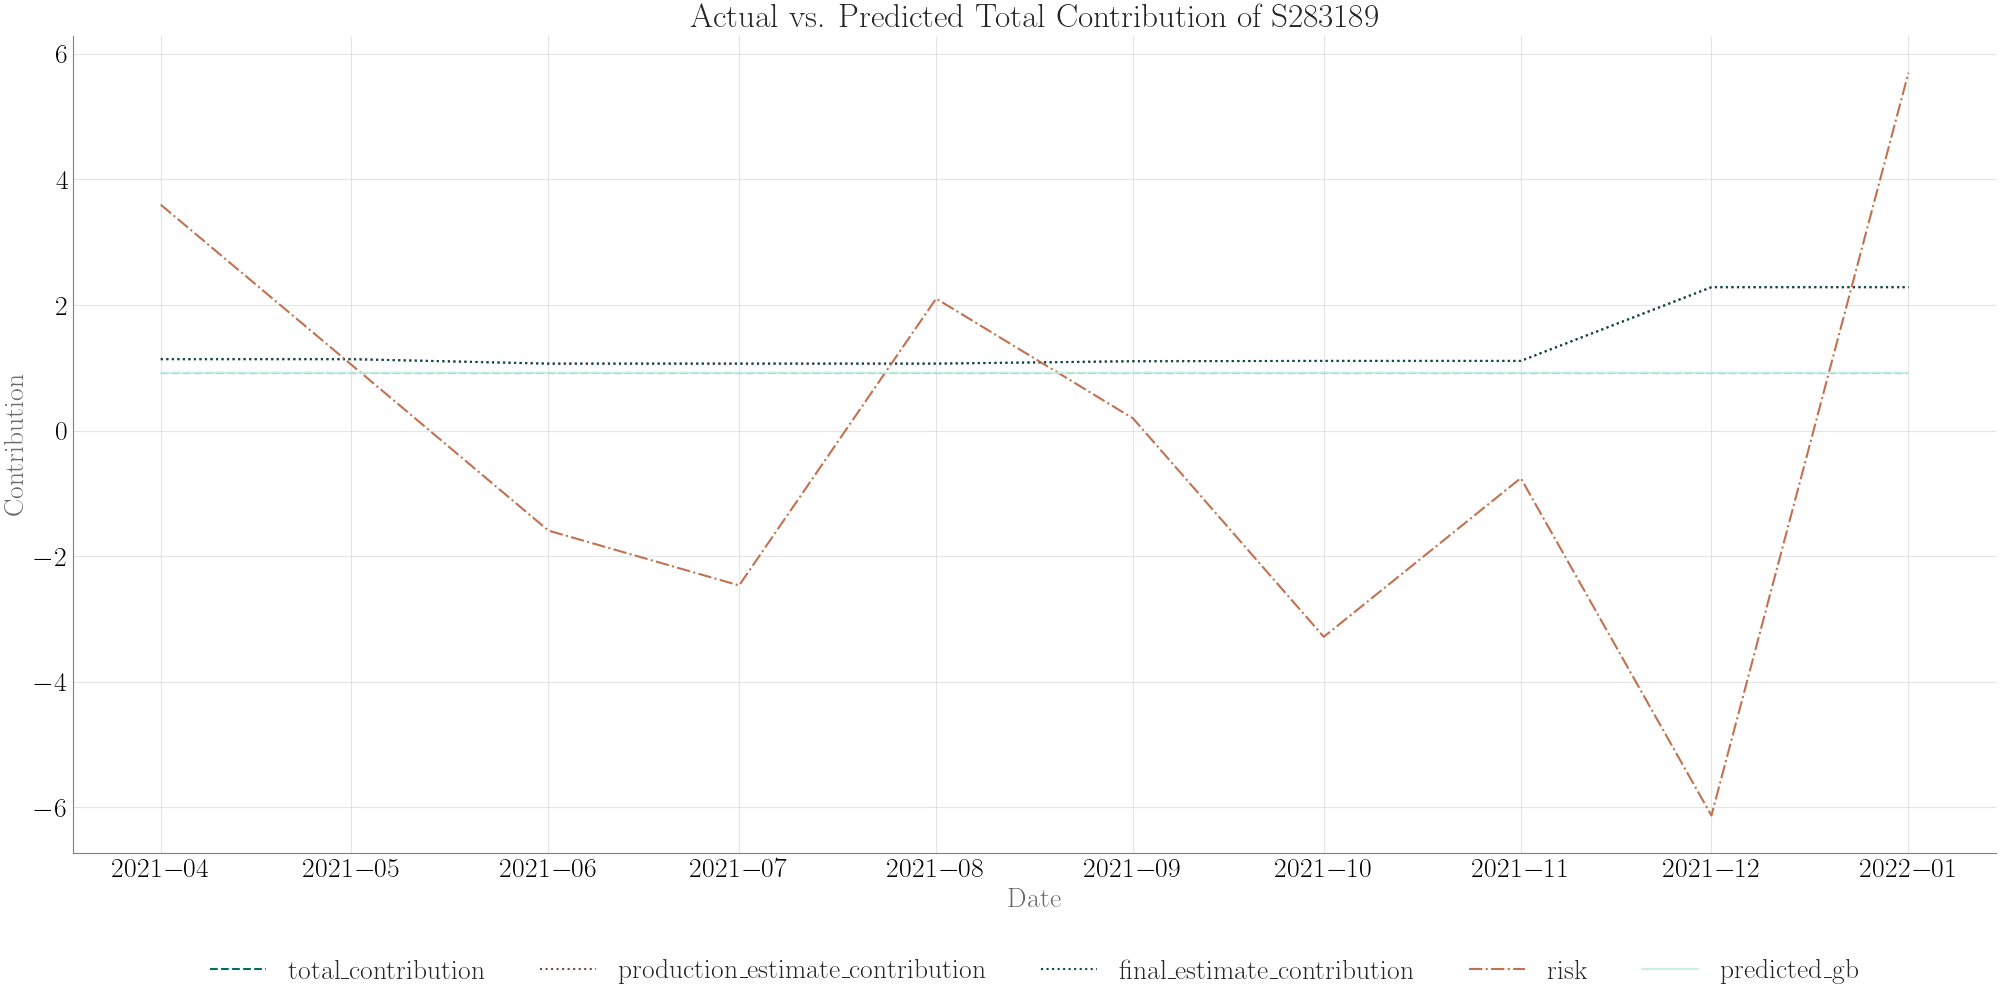 Actual vs. Predicted Total Contribution of S283189
6
4
2
0
−2
−4
−6
Contribution
2021−04 2021−05 2021−06 2021−07 2021−08 2021−09 2021−10 2021−11 2021−12 2022−01
Date
total_contribution production_estimate_contribution final_estimate_contribution risk predicted_gb